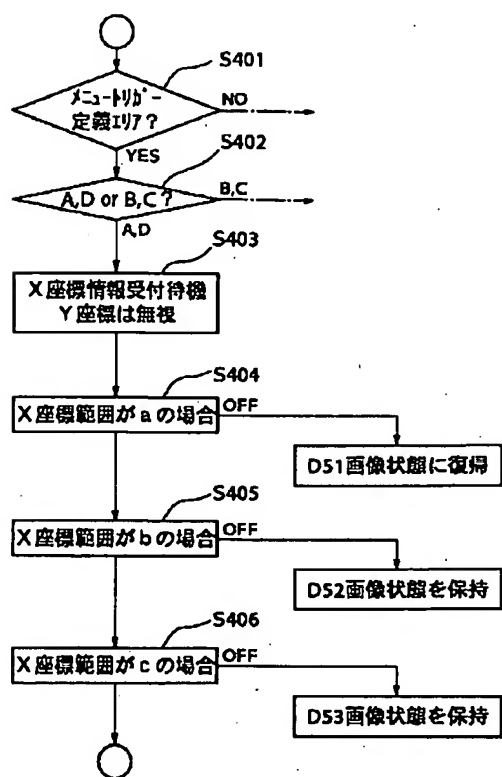 S401
メニュートリガー
定義エリア?
NO
YES
S402
A,D or B,C?
B,C
A,D
S403
X座標情報受付待機
Y座標は無視
S404
X座標範囲がaの場合
OFF
D51画像状態に復帰
S405
X座標範囲がbの場合
OFF
D52画像状態を保持
S406
X座標範囲がcの場合
OFF
D53画像状態を保持